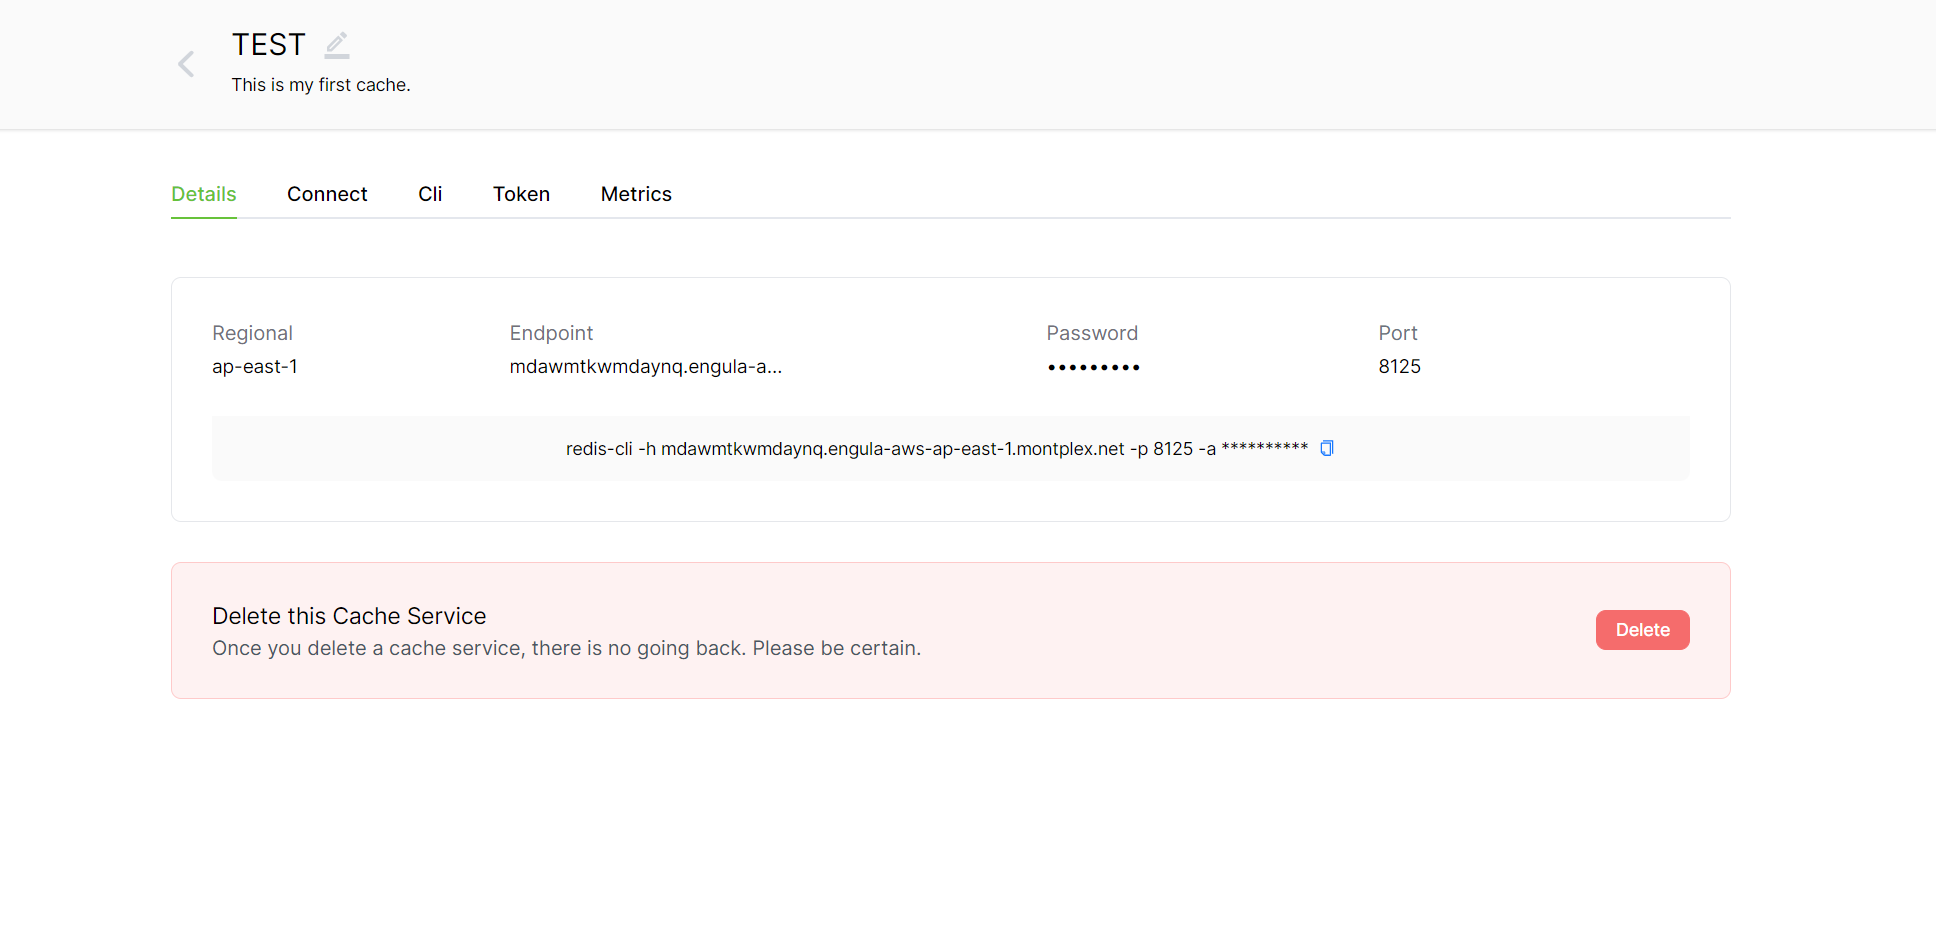 TEST
This is my first cache.
Details Connect Cli Token Metrics
Regional Endpoint Password Port
ap-east-1 mdawmtkwmdaynq.engula-a... ••••••••• 8125
redis-cli -h mdawmtkwmdaynq.engula-aws-ap-east-1.montplex.net -p 8125 -a **********
Delete this Cache Service
Once you delete a cache service, there is no going back. Please be certain.
Delete